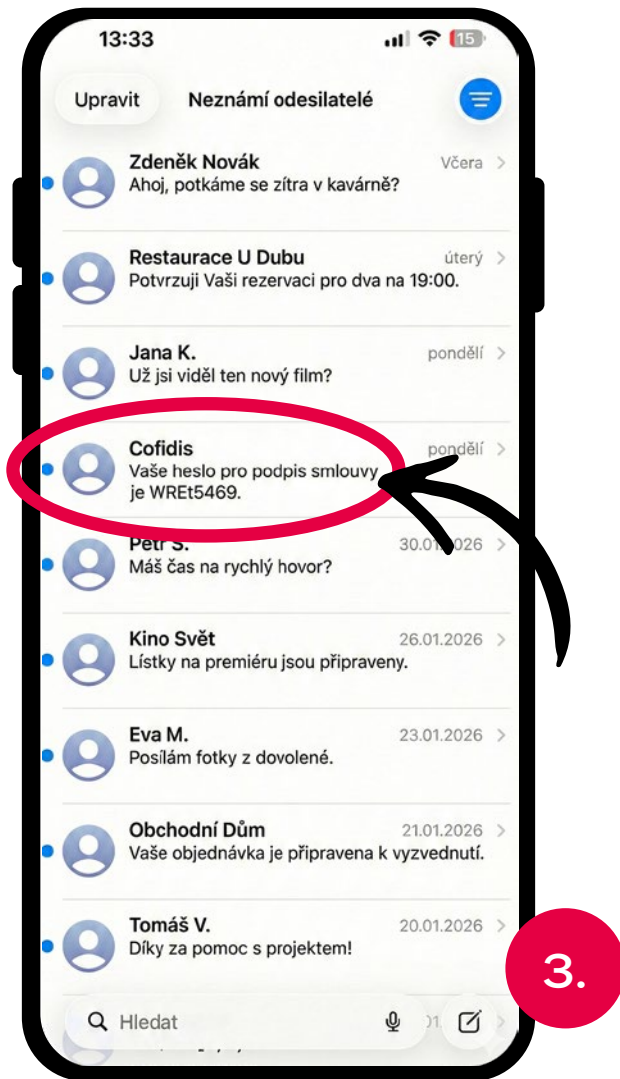 13:33
15
Upravit
Neznámí odesilatelé
Zdeněk Novák
Včera
Ahoj, potkáme se zítra v kavárně?
Restaurace U Dubu
úterý
Potvrzuji Vaši rezervaci pro dva na 19:00.
Jana K.
pondělí
Už jsi viděl ten nový film?
Cofidis
pondělí
Vaše heslo pro podpis smlouvy
je WREt5469.
Petr S.
Máš čas na rychlý hovor?
Kino Svět
26.01.2026
Lístky na premiéru jsou připraveny.
Eva M.
23.01.2026
Posílám fotky z dovolené.
Obchodní Dům
21.01.2026
Vaše objednávka je připravena k vyzvednutí.
Tomáš V.
20.01.2026
Díky za pomoc s projektem!
3.
Hledat